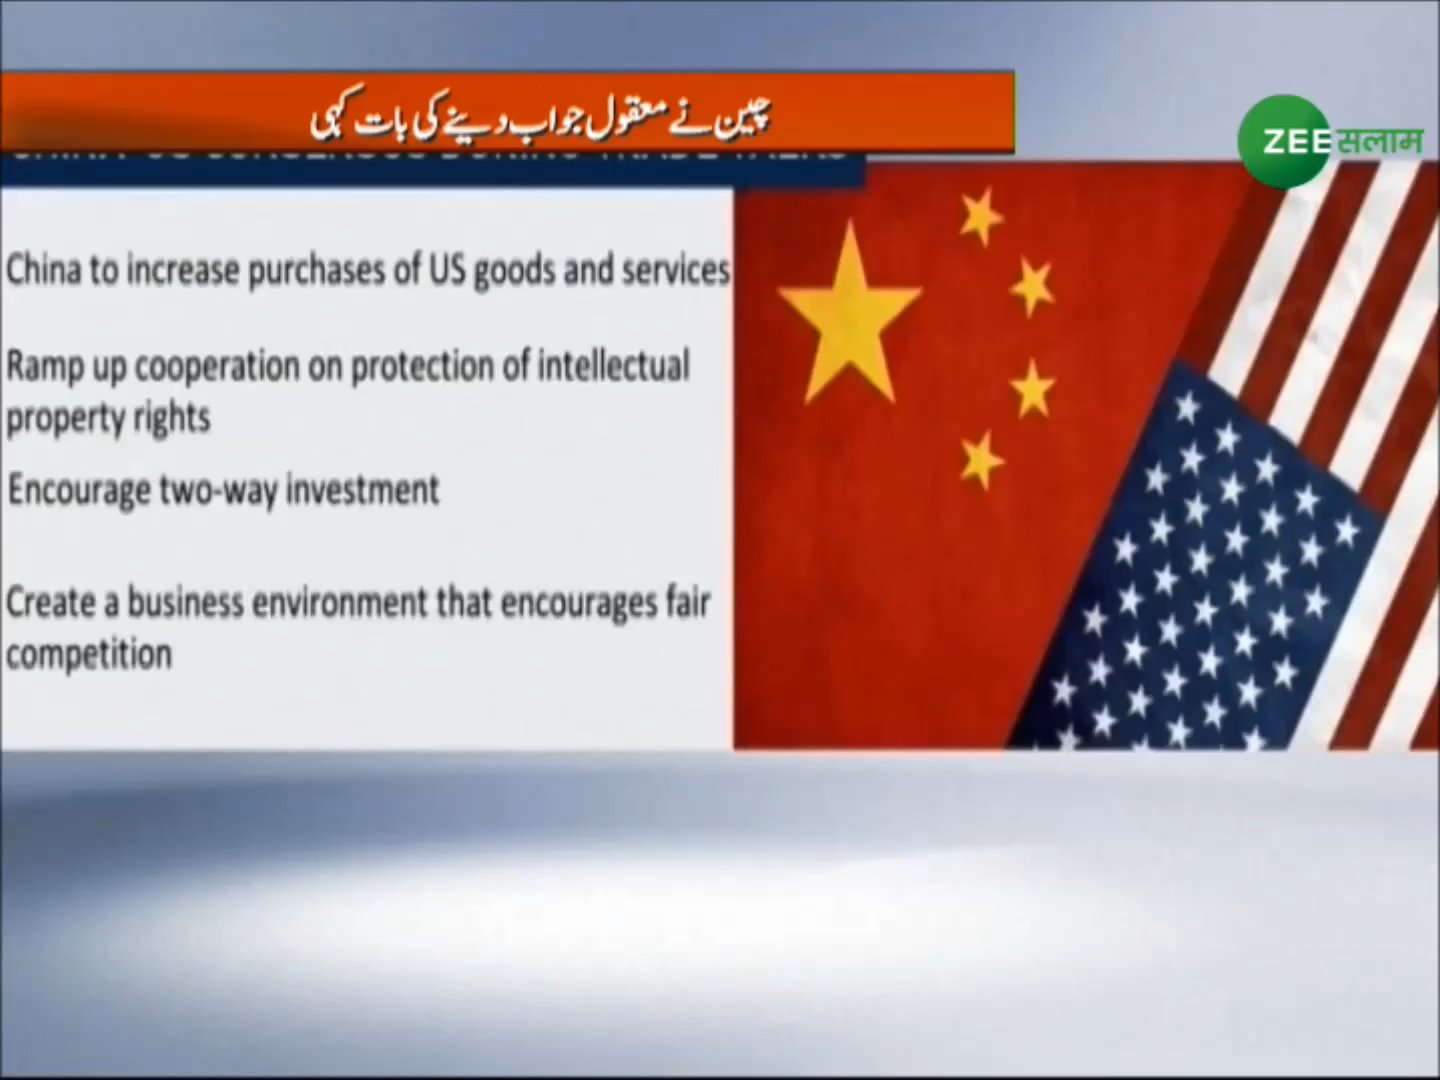 چین نے معقول جواب دینے کی بات کہی
ZEE सलाम
China to increase purchases of US goods and services
Ramp up cooperation on protection of intellectual
property rights
Encourage two-way investment
Create a business environment that encourages fair
competition